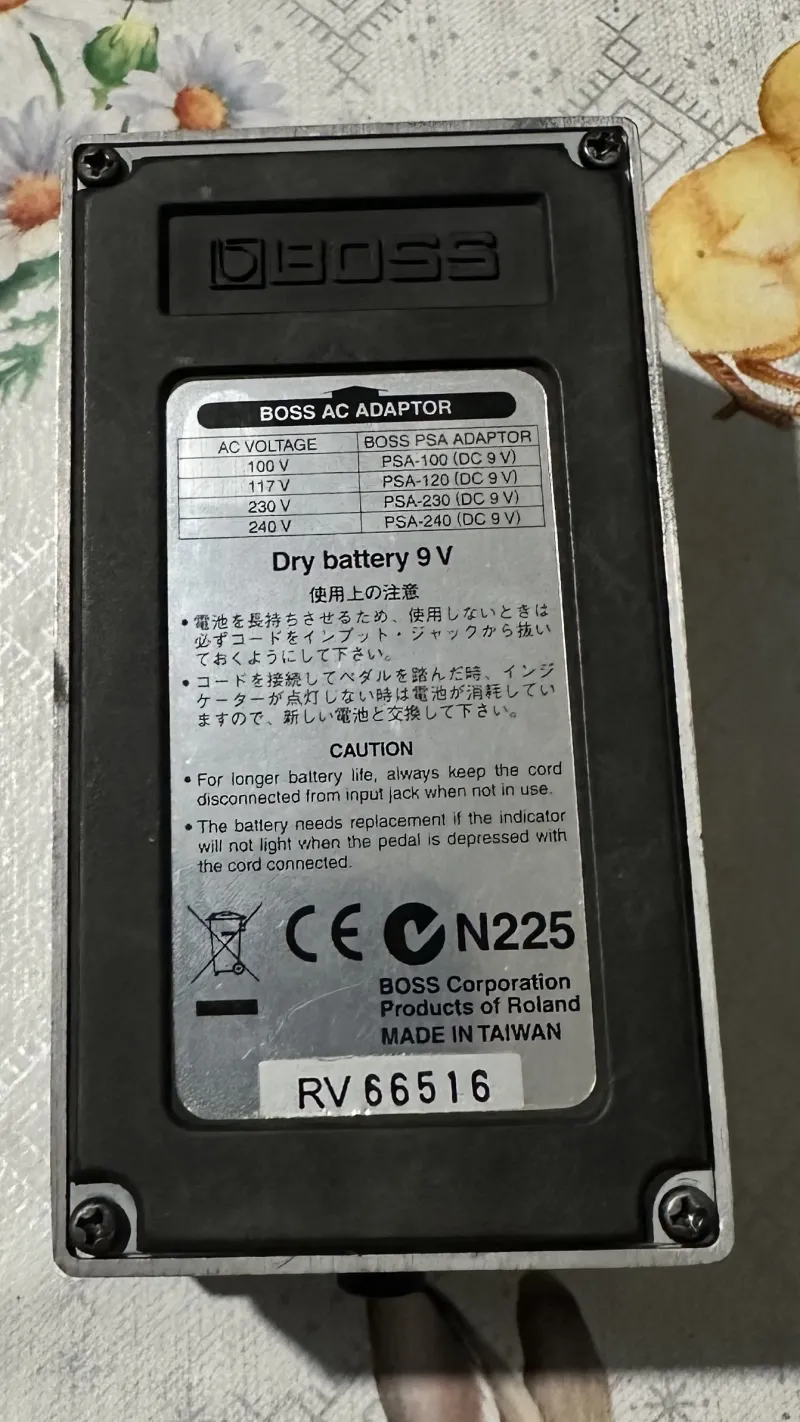 BOSS
BOSS AC ADAPTOR
AC VOLTAGE BOSS PSA ADAPTOR
100 V PSA-100 (DC 9 V)
117 V PSA-120 (DC 9 V)
230 V PSA-230 (DC 9 V)
240 V PSA-240 (DC 9 V)
Dry battery 9 V
使用上の注意
• 電池を長持ちさせるため、使用しないときは
必ずコードをインプット・ジャックから抜い
ておくようにして下さい。
• コードを接続してペダルを踏んだ時、インジ
ケーターが点灯しない時は電池が消耗してい
ますので、新しい電池と交換して下さい。
CAUTION
• For longer battery life, always keep the cord
disconnected from input jack when not in use.
• The battery needs replacement if the indicator
will not light when the pedal is depressed with
the cord connected.
CE N225
BOSS Corporation
Products of Roland
MADE IN TAIWAN
RV 66516